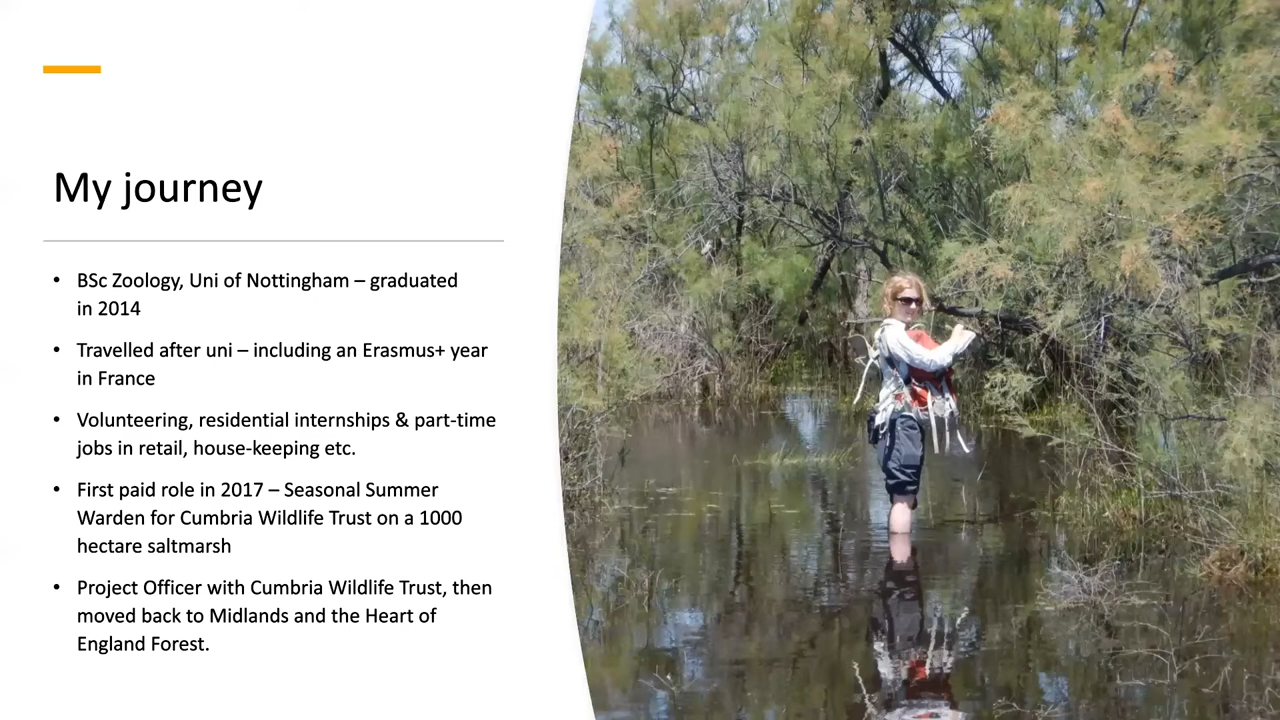 My journey
• BSc Zoology, Uni of Nottingham – graduated
in 2014
• Travelled after uni – including an Erasmus+ year
in France
• Volunteering, residential internships & part-time
jobs in retail, house-keeping etc.
• First paid role in 2017 – Seasonal Summer
Warden for Cumbria Wildlife Trust on a 1000
hectare saltmarsh
• Project Officer with Cumbria Wildlife Trust, then
moved back to Midlands and the Heart of
England Forest.